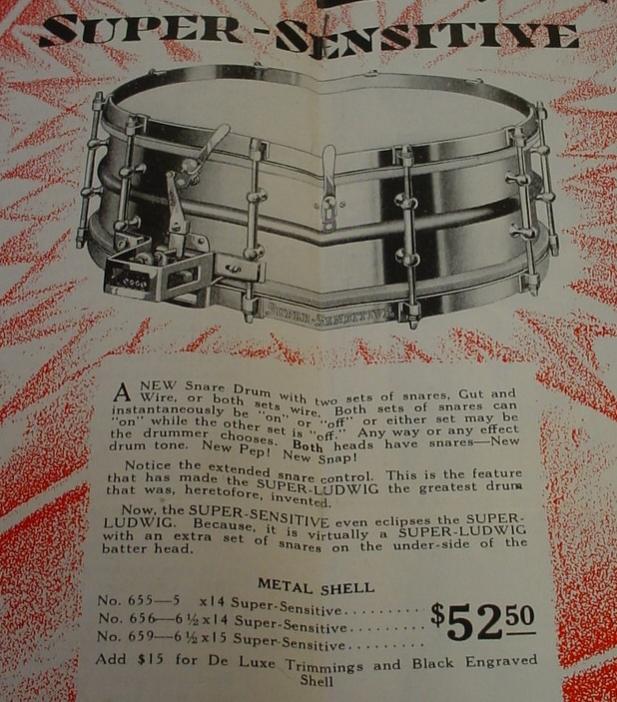 SUPER-SENSITIVE
SUPER-SENSITIVE
A NEW Snare Drum with two sets of snares, Gut and
Wire, or both sets wire. Both sets of snares can
instantaneously be "on" or "off" or either set may be
"on" while the other set is "off." Any way or any effect
the drummer chooses. Both heads have snares—New
drum tone. New Pep! New Snap!
Notice the extended snare control. This is the feature
that has made the SUPER-LUDWIG the greatest drum
that was, heretofore, invented.
Now, the SUPER-SENSITIVE even eclipses the SUPER-
LUDWIG. Because, it is virtually a SUPER-LUDWIG
with an extra set of snares on the under-side of the
batter head.
METAL SHELL
No. 655—5 x14 Super-Sensitive.........
No. 656—6½x14 Super-Sensitive.........
No. 659—6½x15 Super-Sensitive.........
$52 50
Add $15 for De Luxe Trimmings and Black Engraved
Shell